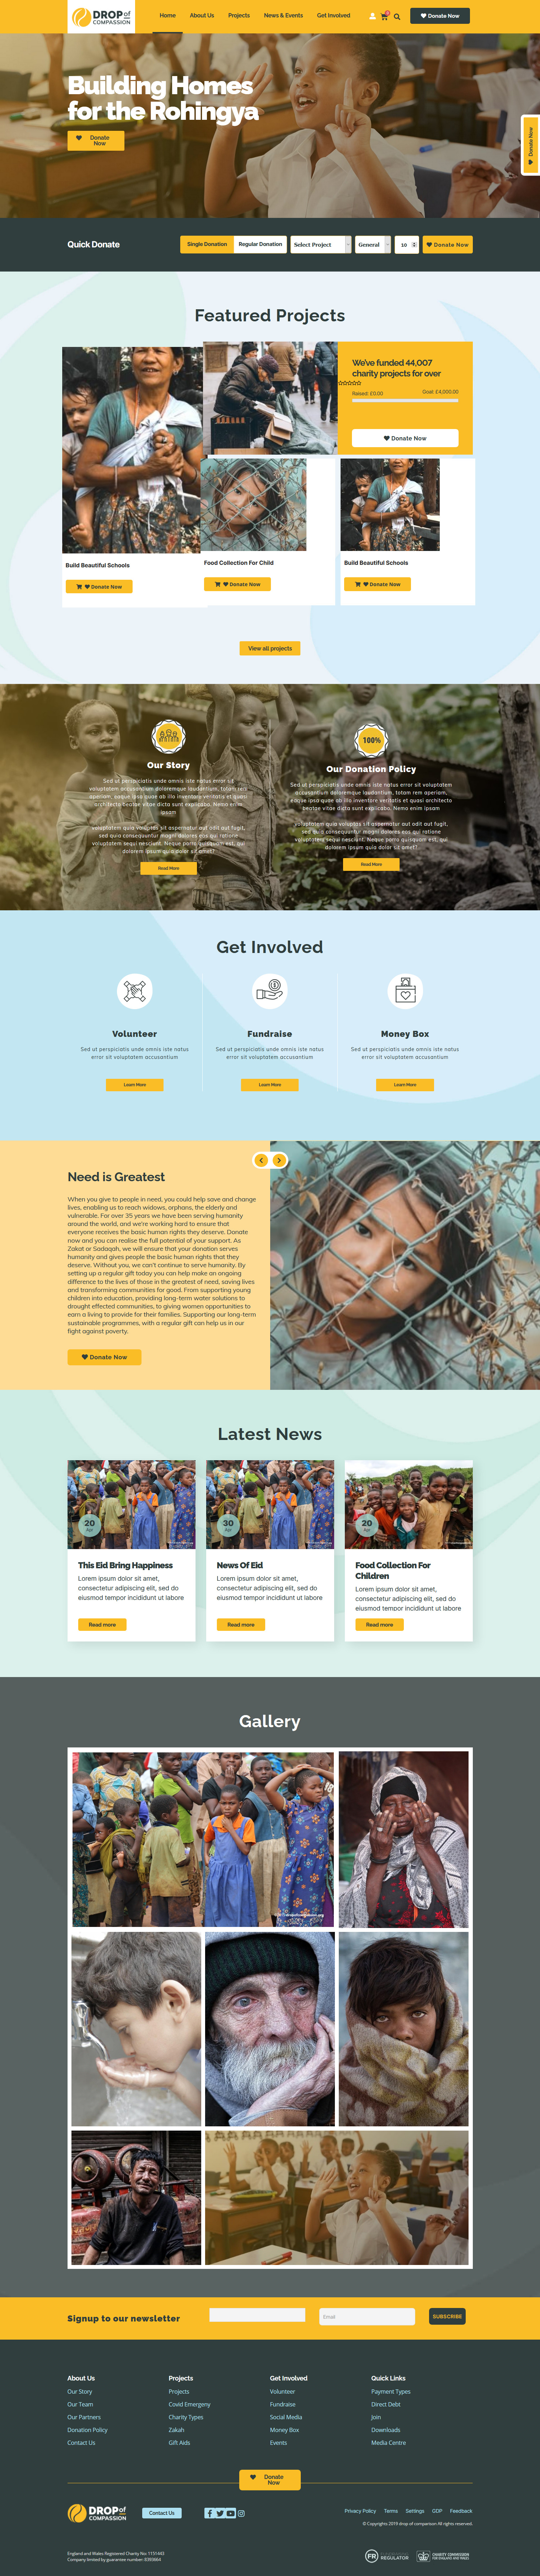 DROP of
COMPASSION
Home
About Us
Projects
News & Events
Get Involved
Donate Now
Building Homes
for the Rohingya
Donate
Now
Donate Now
Quick Donate
Single Donation
Regular Donation
Select Project
General
10
Donate Now
Featured Projects
We've funded 44,007
charity projects for over
Raised: £0.00
Goal: £4,000.00
Donate Now
Build Beautiful Schools
Donate Now
Food Collection For Child
Donate Now
Build Beautiful Schools
Donate Now
View all projects
Our Story
Sed ut perspiciatis unde omnis iste natus error sit
voluptatem accusantium doloremque laudantium, totam rem
aperiam, eaque ipsa quae ab illo inventore veritatis et quasi
architecto beatae vitae dicta sunt explicabo. Nemo enim
ipsam
voluptatem quia voluptas sit aspernatur aut odit aut fugit,
sed quia consequuntur magni dolores eos qui ratione
voluptatem sequi nesciunt. Neque porro quisquam est, qui
dolorem ipsum quia dolor sit amet?
Read More
100%
Our Donation Policy
Sed ut perspiciatis unde omnis iste natus error sit voluptatem
accusantium doloremque laudantium, totam rem aperiam,
eaque ipsa quae ab illo inventore veritatis et quasi architecto
beatae vitae dicta sunt explicabo. Nemo enim ipsam
voluptatem quia voluptas sit aspernatur aut odit aut fugit,
sed quia consequuntur magni dolores eos qui ratione
voluptatem sequi nesciunt. Neque porro quisquam est, qui
dolorem ipsum quia dolor sit amet?
Read More
Get Involved
Volunteer
Sed ut perspiciatis unde omnis iste natus
error sit voluptatem accusantium
Learn More
Fundraise
Sed ut perspiciatis unde omnis iste natus
error sit voluptatem accusantium
Learn More
Money Box
Sed ut perspiciatis unde omnis iste natus
error sit voluptatem accusantium
Learn More
Need is Greatest
When you give to people in need, you could help save and change
lives, enabling us to reach widows, orphans, the elderly and
vulnerable. For over 35 years we have been serving humanity
around the world, and we're working hard to ensure that
everyone receives the basic human rights they deserve. Donate
now and you can realise the full potential of your support. As
Zakat or Sadaqah, we will ensure that your donation serves
humanity and gives people the basic human rights that they
deserve. Without you, we can't continue to serve humanity. By
setting up a regular gift today you can help make an ongoing
difference to the lives of those in the greatest of need, saving lives
and transforming communities for good. From supporting young
children into education, providing long-term water solutions to
drought effected communities, to giving women opportunities to
earn a living to provide for their families. Supporting our long-term
sustainable programmes, with a regular gift can help us in our
fight against poverty.
Donate Now
Latest News
20
Apr
This Eid Bring Happiness
Lorem ipsum dolor sit amet,
consectetur adipiscing elit, sed do
eiusmod tempor incididunt ut labore
Read more
30
Apr
News Of Eid
Lorem ipsum dolor sit amet,
consectetur adipiscing elit, sed do
eiusmod tempor incididunt ut labore
Read more
20
Apr
Food Collection For
Children
Lorem ipsum dolor sit amet,
consectetur adipiscing elit, sed do
eiusmod tempor incididunt ut labore
Read more
Gallery
Signup to our newsletter
Email
SUBSCRIBE
About Us
Our Story
Our Team
Our Partners
Donation Policy
Contact Us
Projects
Projects
Covid Emergeny
Charity Types
Zakah
Gift Aids
Get Involved
Volunteer
Fundraise
Social Media
Money Box
Events
Quick Links
Payment Types
Direct Debt
Join
Downloads
Media Centre
Donate
Now
DROP of
COMPASSION
Contact Us
Privacy Policy
Terms
Settings
GDP
Feedback
© Copyrights 2019 drop of companion All rights reserved.
England and Wales Registered Charity No: 1151443
Company limited by guarantee number: 8393664
FR
REGULATOR
CHARITY COMMISSION
FOR ENGLAND AND WALES